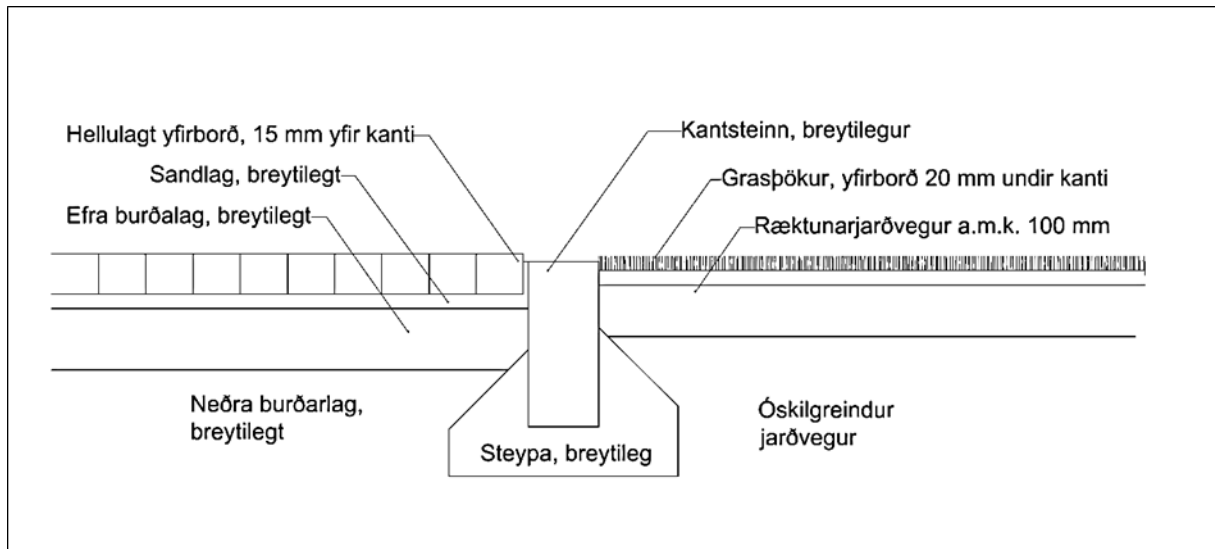 Hellulagt yfirborð, 15 mm yfir kanti
Sandlag, breytilegt
Efra burðalag, breytilegt
Kantsteinn, breytilegur
Grasþökur, yfirborð 20 mm undir kanti
Ræktunarjarðvegur a.m.k. 100 mm
Neðra burðarlag,
breytilegt
Steypa, breytileg
Óskilgreindur
jarðvegur